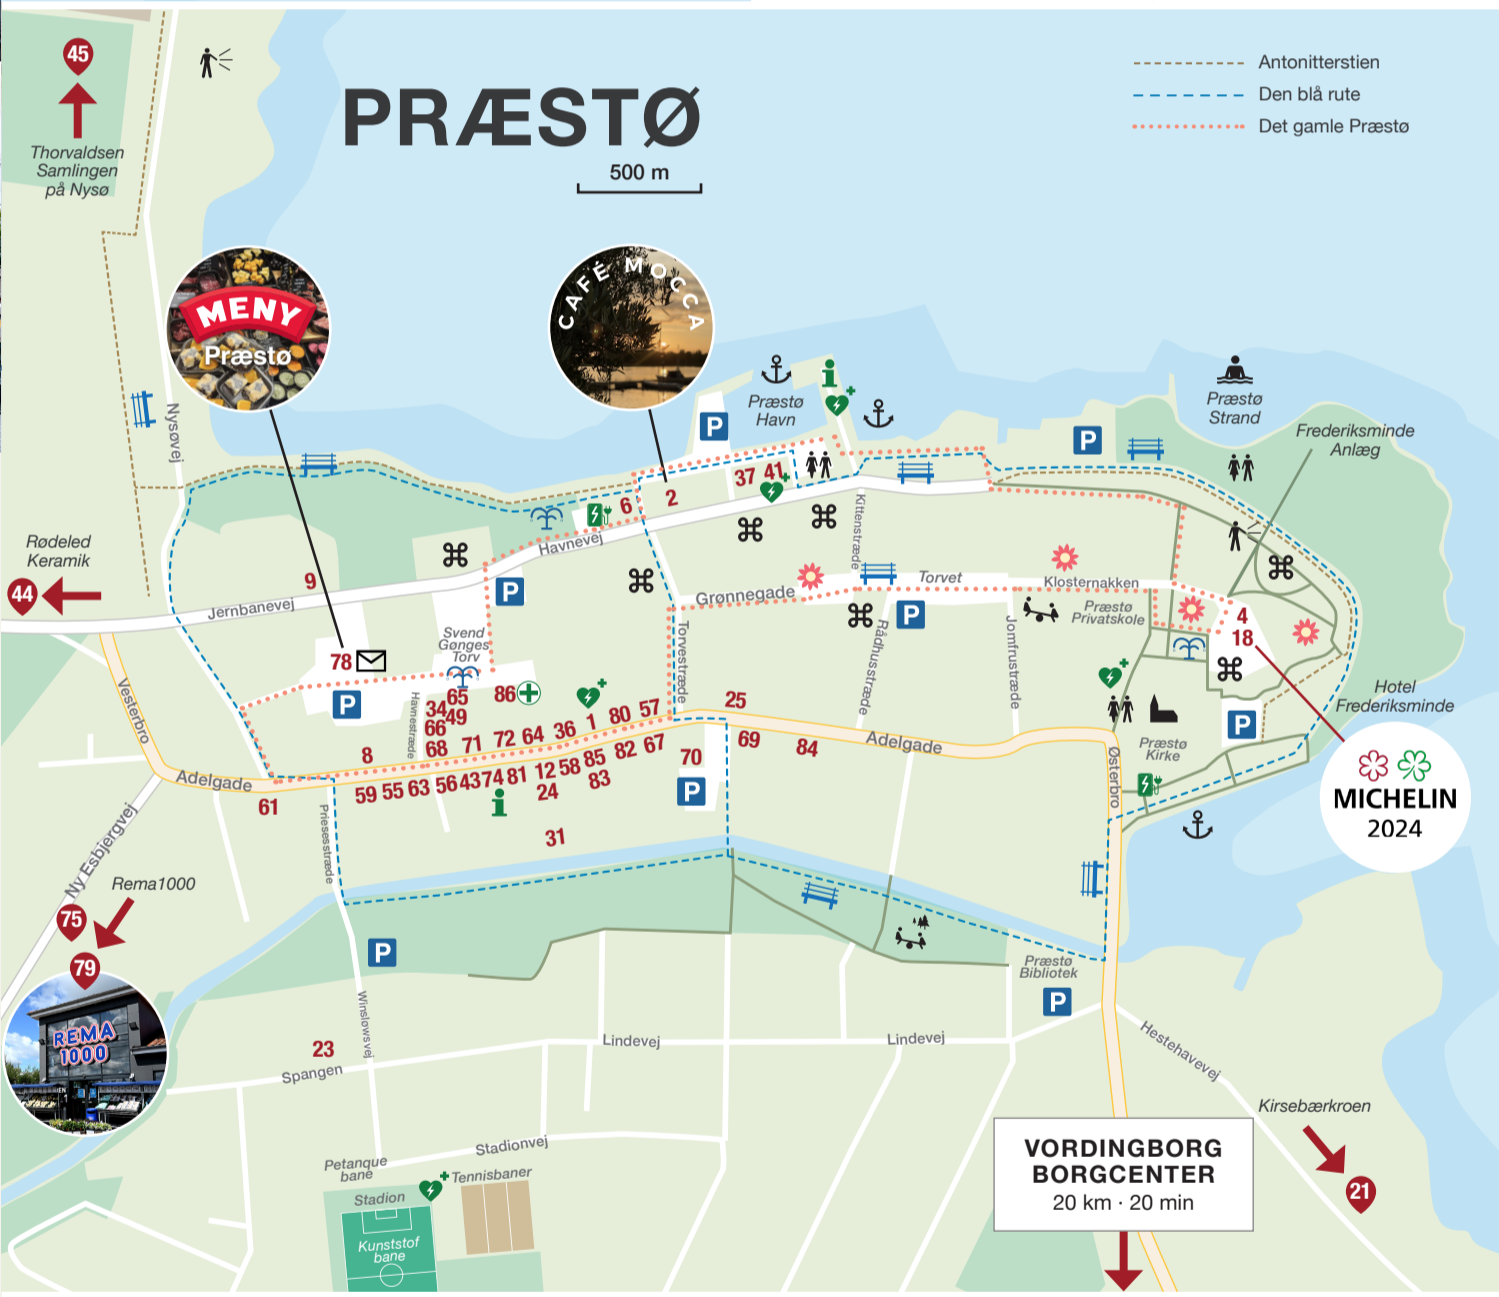 45
Thorvaldsen
Samlingen
på Nysø
PRÆSTØ
500 m
Antonitterstien
Den blå rute
Det gamle Præstø
MENY
Præstø
CAFÉ MOCCA
Præstø
Havn
Præstø
Strand
Frederiksminde
Anlæg
Nysøvej
P
P
37
41
2
6
Kittenstræde
Havnevej
Rødeled
Keramik
44
9
Jernbanevej
P
Grønnegade
Torvet
Klosternakken
Præstø
Privatskole
P
4
18
Svend
Gønges
Torv
78
Torvestræde
Rådhusstræde
Jomfrustræde
Hotel
Frederiksminde
Vesterbro
P
Havnestræde
65
34
49
66
68
86
71
72
64
36
1
80
57
25
8
69
84
Adelgade
Præstø
Kirke
P
Østerbro
MICHELIN
2024
Adelgade
61
59
55
63
56
43
74
81
12
24
58
85
83
82
67
70
P
31
Priesesstræde
Ny Esbjergvej
Rema1000
75
79
REMA
1000
P
Præstø
Bibliotek
P
Winsløwsvej
23
Spangen
Lindevej
Lindevej
Hestehavevej
Stadionvej
Petanque
bane
Tennisbaner
Stadion
Kunststof
bane
VORDINGBORG
BORGCENTER
20 km · 20 min
Kirsebærkroen
21